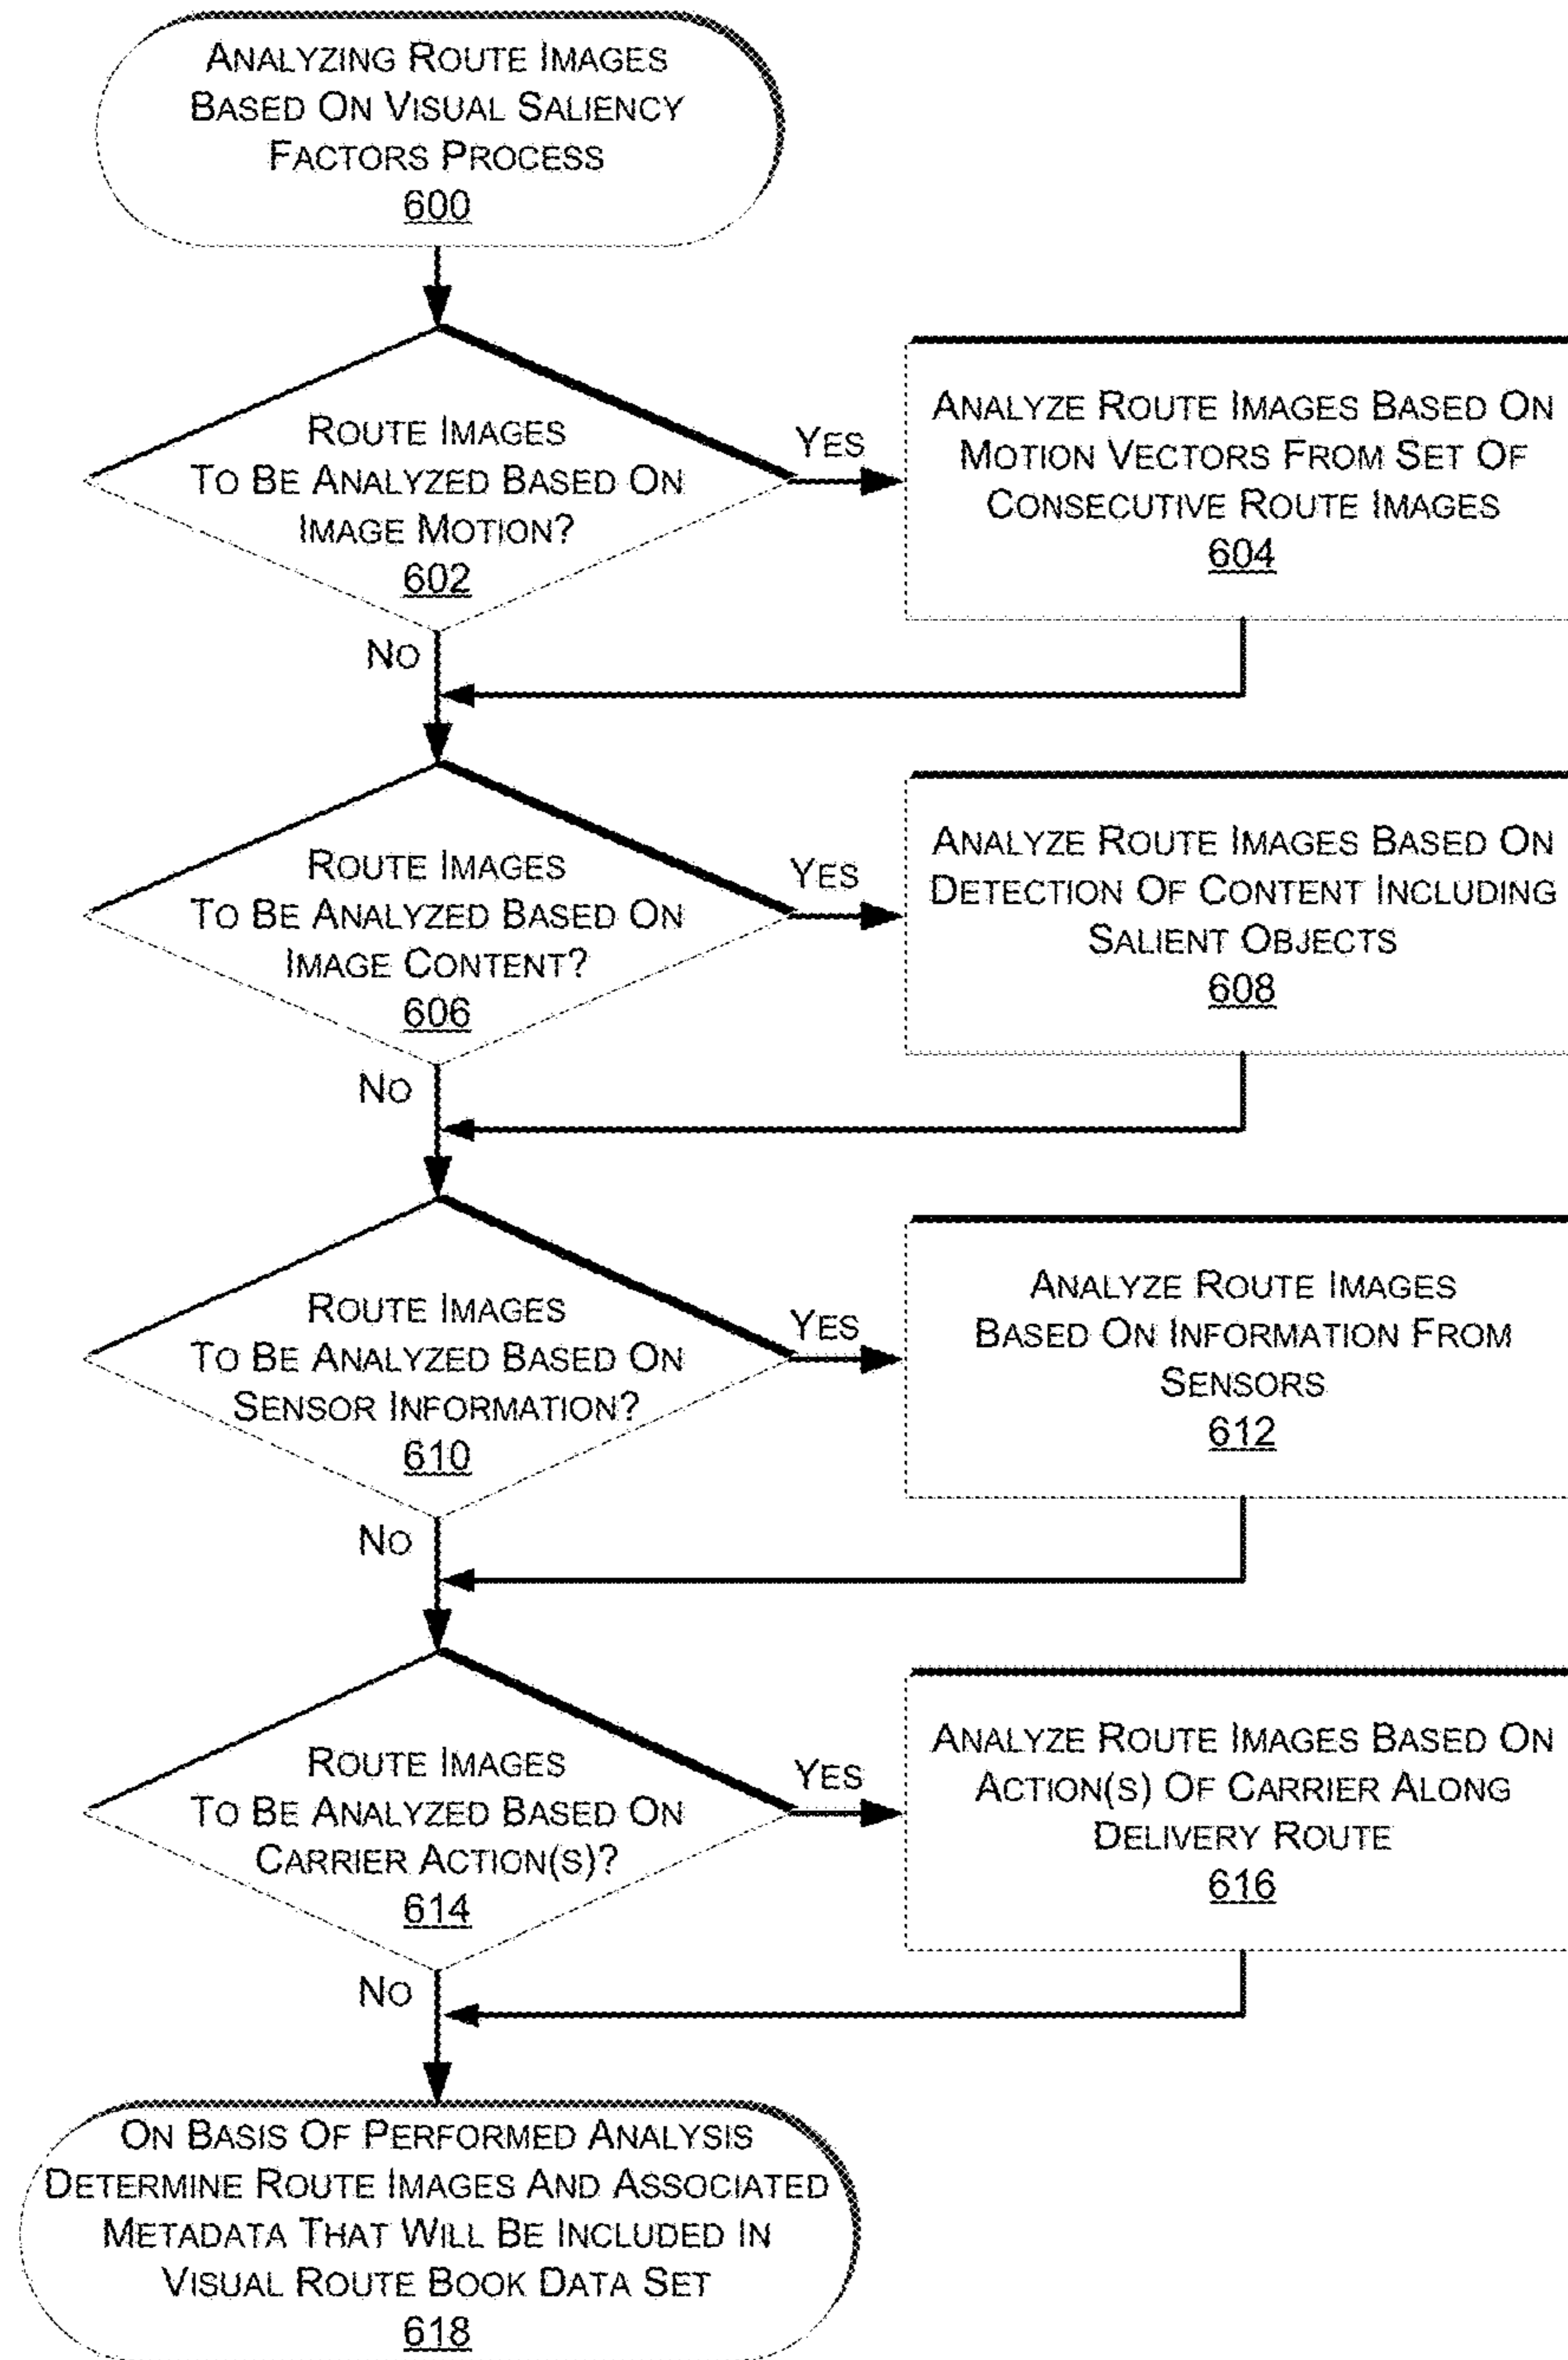 ANALYZING ROUTE IMAGES
BASED ON VISUAL SALIENCY
FACTORS PROCESS
600
ROUTE IMAGES
TO BE ANALYZED BASED ON
IMAGE MOTION?
602
YES
ANALYZE ROUTE IMAGES BASED ON
MOTION VECTORS FROM SET OF
CONSECUTIVE ROUTE IMAGES
604
NO
ROUTE IMAGES
TO BE ANALYZED BASED ON
IMAGE CONTENT?
606
YES
ANALYZE ROUTE IMAGES BASED ON
DETECTION OF CONTENT INCLUDING
SALIENT OBJECTS
608
NO
ROUTE IMAGES
TO BE ANALYZED BASED ON
SENSOR INFORMATION?
610
YES
ANALYZE ROUTE IMAGES
BASED ON INFORMATION FROM
SENSORS
612
NO
ROUTE IMAGES
TO BE ANALYZED BASED ON
CARRIER ACTION(S)?
614
YES
ANALYZE ROUTE IMAGES BASED ON
ACTION(S) OF CARRIER ALONG
DELIVERY ROUTE
616
NO
ON BASIS OF PERFORMED ANALYSIS
DETERMINE ROUTE IMAGES AND ASSOCIATED
METADATA THAT WILL BE INCLUDED IN
VISUAL ROUTE BOOK DATA SET
618